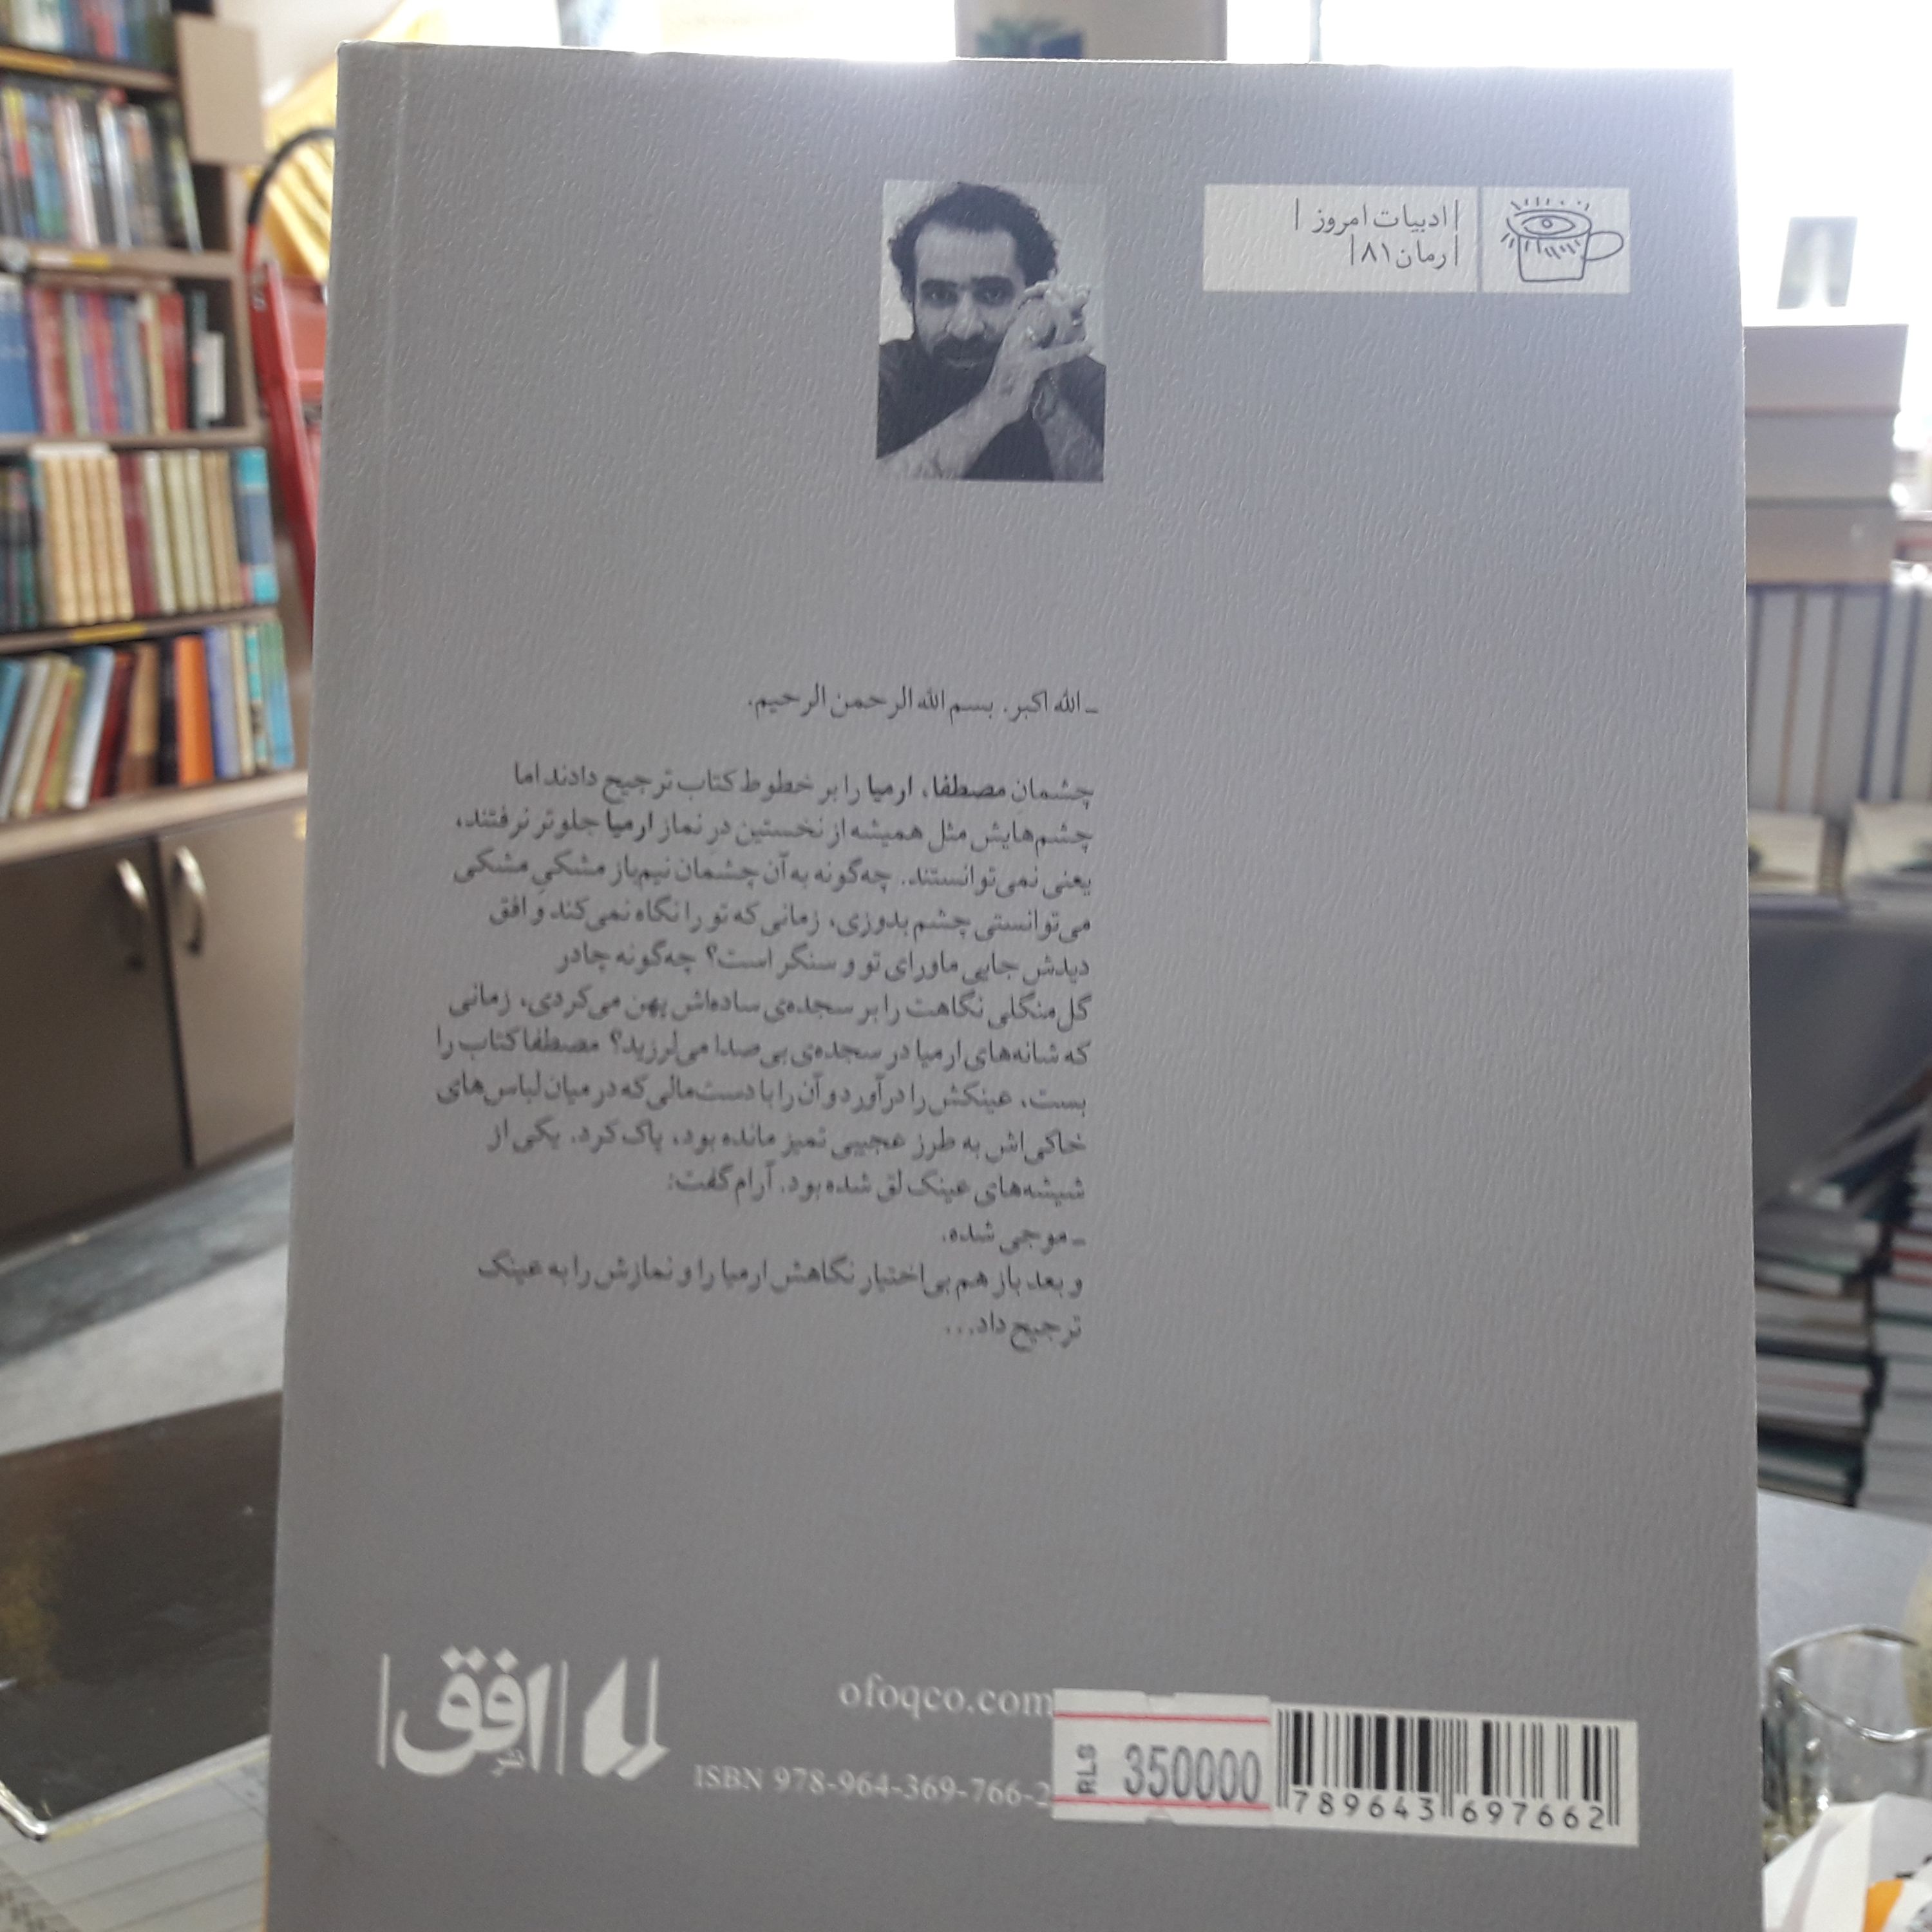 | ادبیات امروز |
| رمان ۸۱ |
ـ الله اکبر. بسم الله الرحمن الرحیم.
چشمان مصطفا، ارمیا را بر خطوط کتاب ترجیح دادند اما
چشم‌هایش مثل همیشه از نخستین در نماز ارمیا جلوتر نرفتند،
یعنی نمی‌توانستند. چه‌گونه به آن چشمان نیم‌باز مشکیِ مشکی
می‌توانستی چشم بدوزی، زمانی که تو را نگاه نمی‌کند و افق
دیدش جایی ماورای تو و سنگر است؟ چه‌گونه چادر
گل‌منگلی نگاهت را بر سجده‌ی ساده‌اش پهن می‌کردی، زمانی
که شانه‌های ارمیا در سجده‌ی بی‌صدا می‌لرزید؟ مصطفا کتاب را
بست، عینکش را درآورد و آن را با دست‌مالی که در میان لباس‌های
خاکی‌اش به طرز عجیبی تمیز مانده بود، پاک کرد. یکی از
شیشه‌های عینک لق شده بود. آرام گفت:
ـ موجی شده.
و بعد باز هم بی‌اختیار نگاهش ارمیا را و نمازش را به عینک
ترجیح داد...
نشر افق
ofoqco.com
ISBN 978-964-369-766-2
RLS 350000
789643 697662